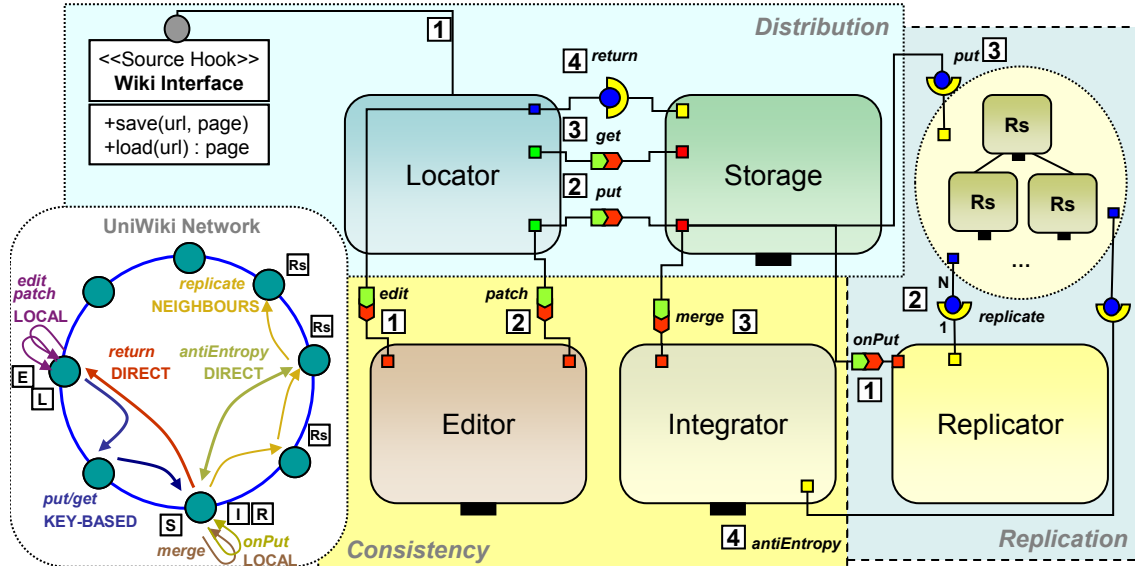 <<Source Hook>>
Wiki Interface
+save(url, page)
+load(url) : page
1
Distribution
4 return
3 get
2 put
Locator
Storage
put 3
Rs
Rs
Rs
...
N
2
1
replicate
UniWiki Network
edit
patch
LOCAL
replicate
NEIGHBOURS
Rs
Rs
return
DIRECT
antiEntropy
DIRECT
E
L
Rs
put/get
KEY-BASED
S
I
R
merge
onPut
LOCAL
edit
1
patch
2
merge
3
onPut
1
Editor
Integrator
Replicator
4 antiEntropy
Consistency
Replication